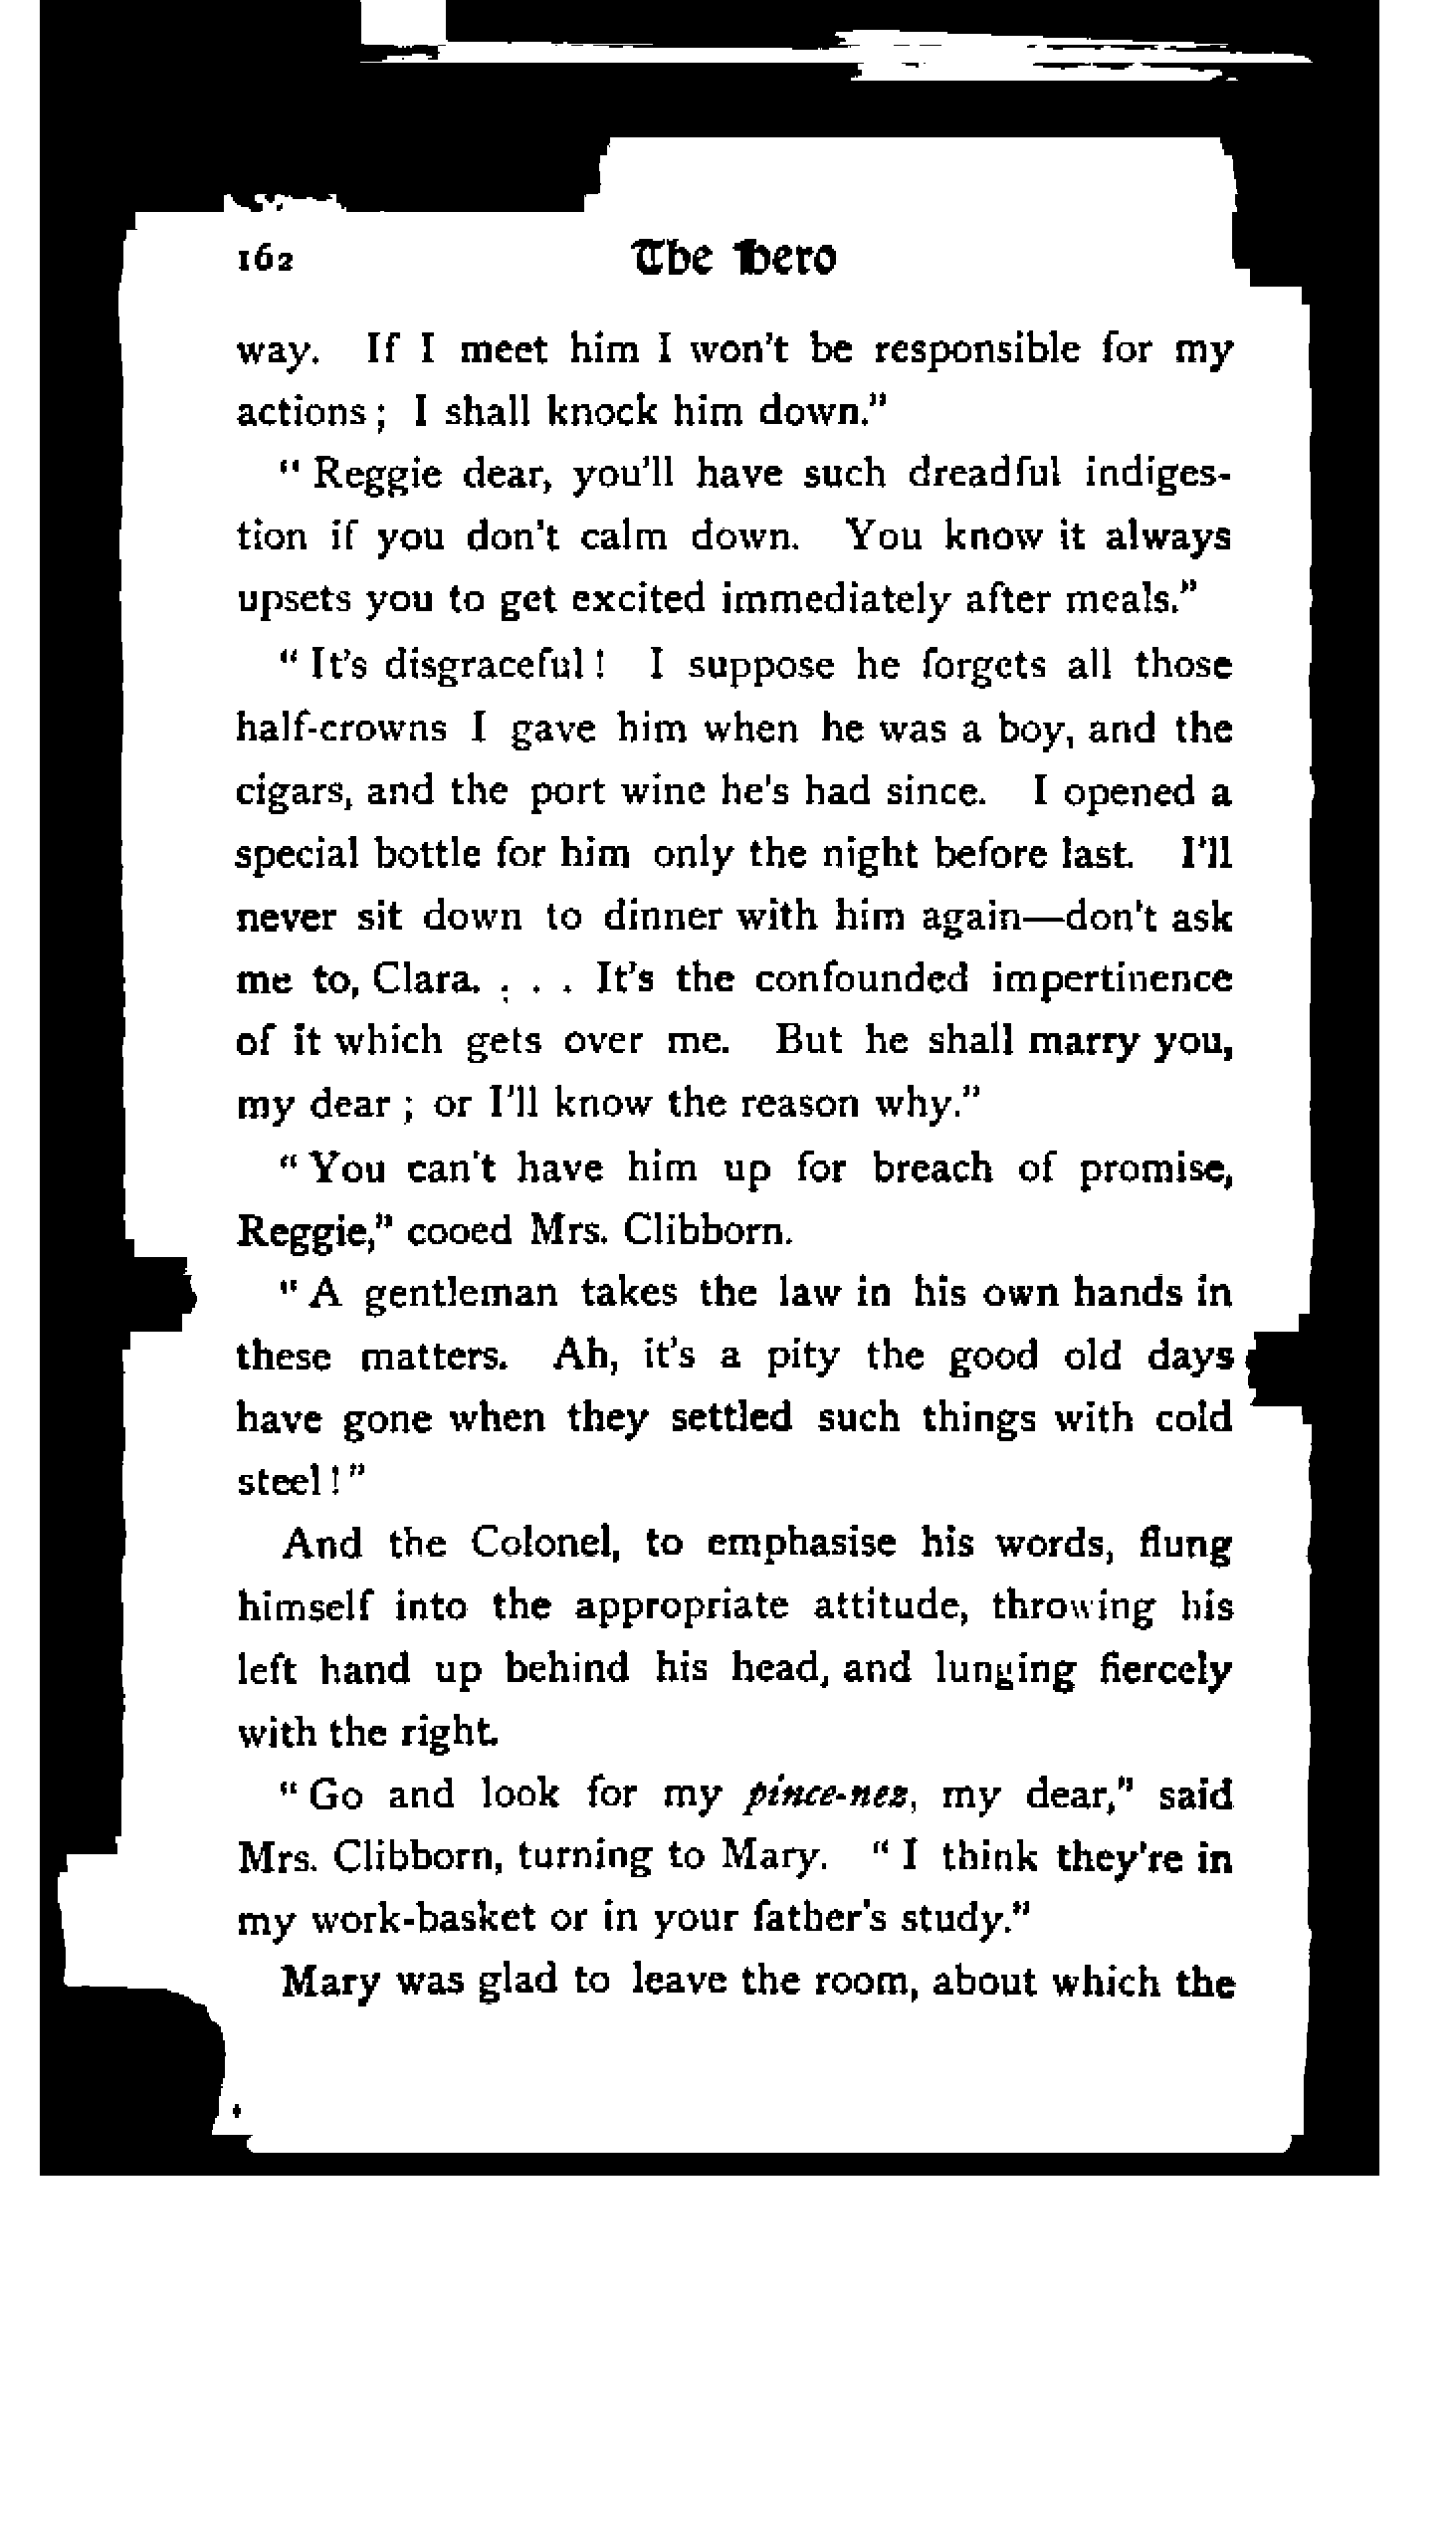 162 The Hero
way. If I meet him I won't be responsible for my
actions; I shall knock him down."
"Reggie dear, you'll have such dreadful indiges-
tion if you don't calm down. You know it always
upsets you to get excited immediately after meals."
"It's disgraceful! I suppose he forgets all those
half-crowns I gave him when he was a boy, and the
cigars, and the port wine he's had since. I opened a
special bottle for him only the night before last. I'll
never sit down to dinner with him again—don't ask
me to, Clara. . . . It's the confounded impertinence
of it which gets over me. But he shall marry you,
my dear; or I'll know the reason why."
"You can't have him up for breach of promise,
Reggie," cooed Mrs. Clibborn.
"A gentleman takes the law in his own hands in
these matters. Ah, it's a pity the good old days
have gone when they settled such things with cold
steel!"
And the Colonel, to emphasise his words, flung
himself into the appropriate attitude, throwing his
left hand up behind his head, and lunging fiercely
with the right.
"Go and look for my pince-nez, my dear," said
Mrs. Clibborn, turning to Mary. "I think they're in
my work-basket or in your father's study."
Mary was glad to leave the room, about which the